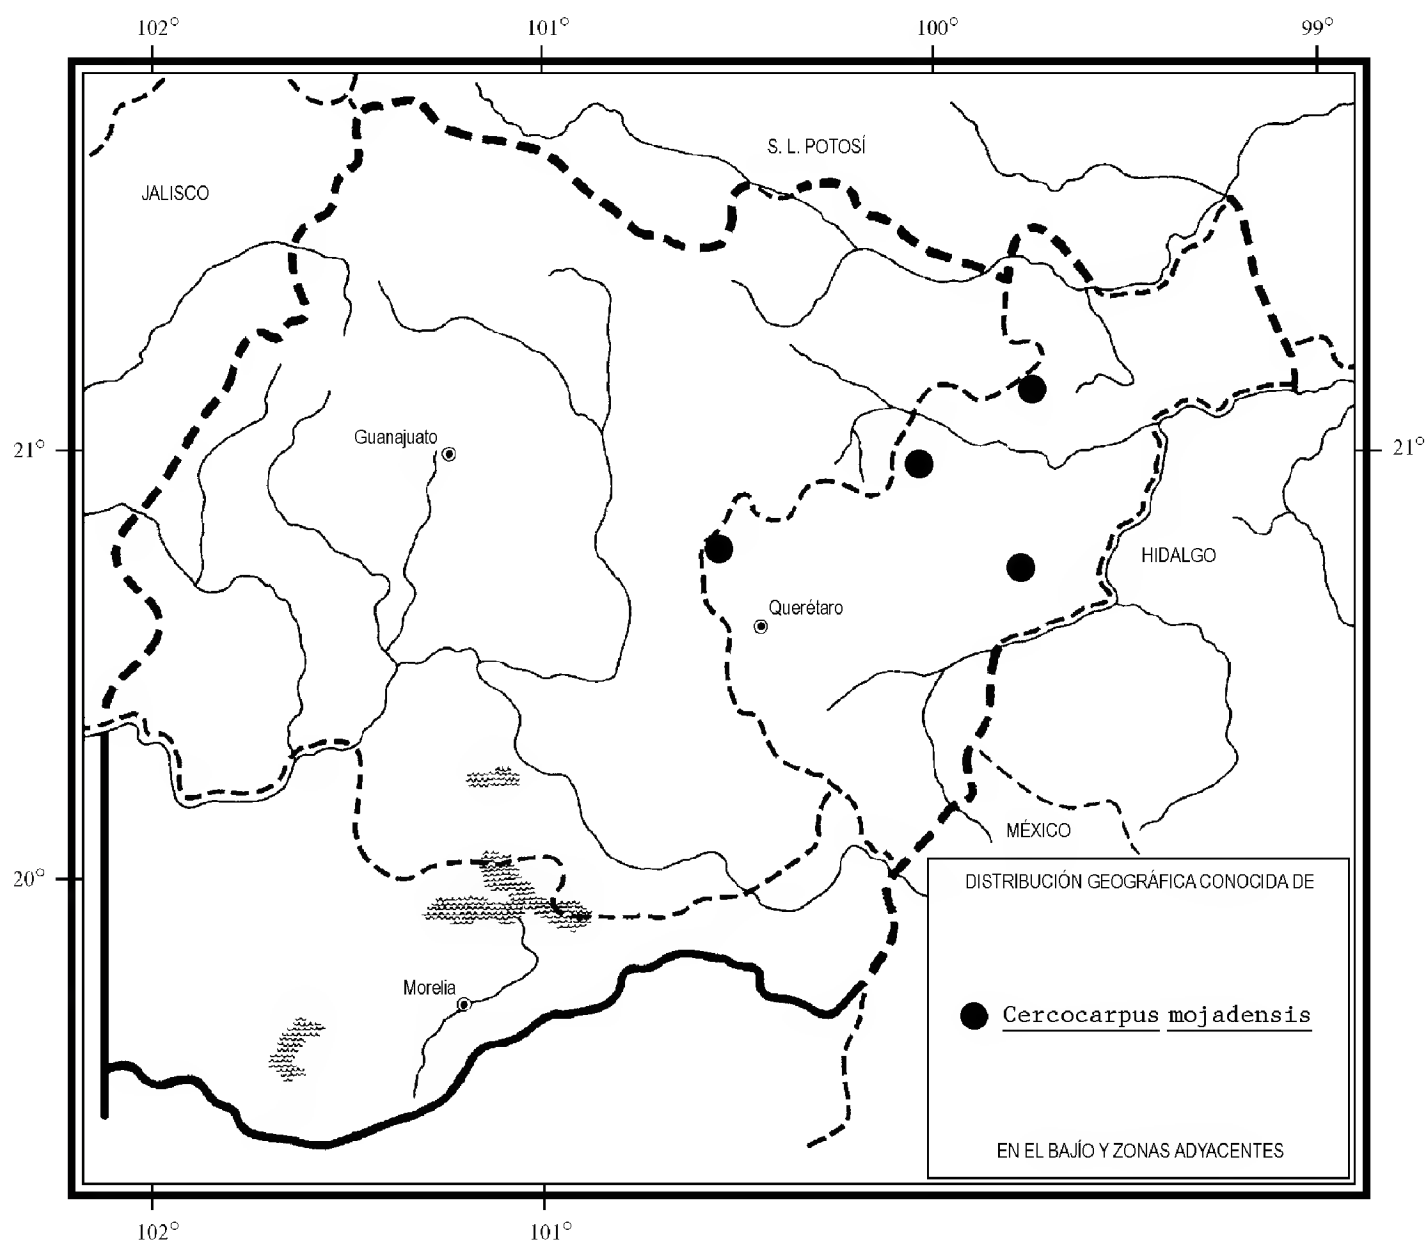 102° 101° 100° 99°
S. L. POTOSÍ
JALISCO
Guanajuato
21° 21°
HIDALGO
Querétaro
MÉXICO
20°
DISTRIBUCIÓN GEOGRÁFICA CONOCIDA DE
Morelia
Cercocarpus mojadensis
EN EL BAJÍO Y ZONAS ADYACENTES
102° 101°